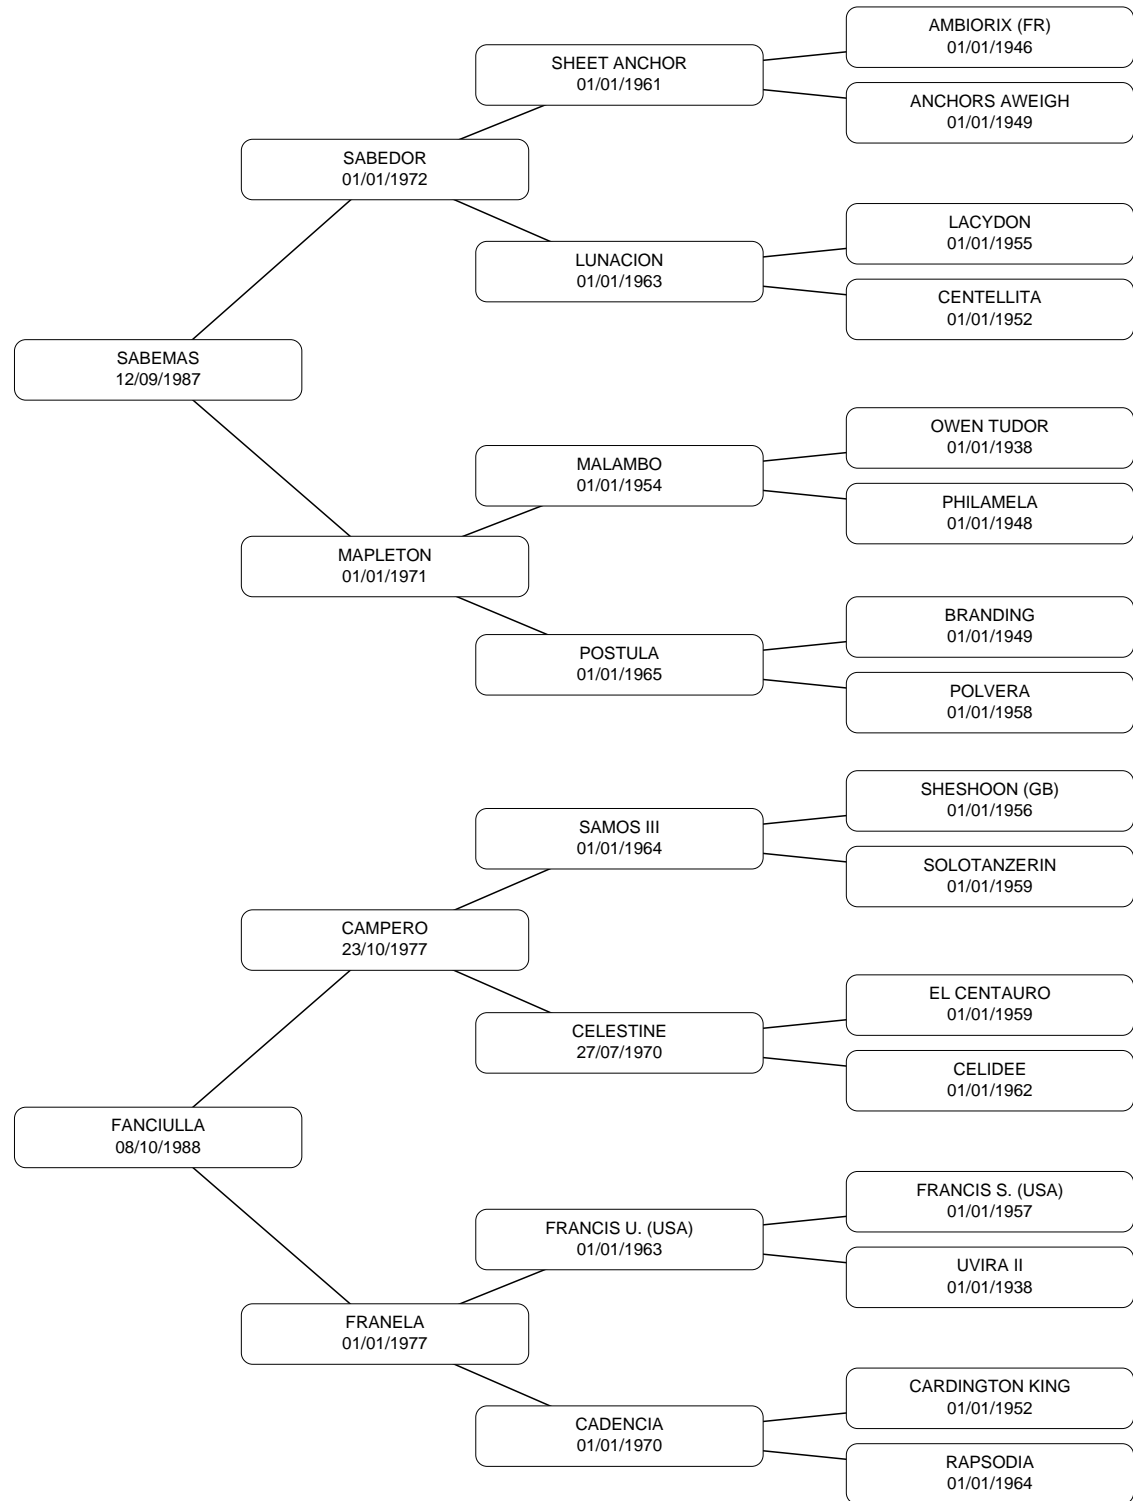 AMBIORIX (FR)
01/01/1946
SHEET ANCHOR
01/01/1961
ANCHORS AWEIGH
01/01/1949
SABEDOR
01/01/1972
LACYDON
01/01/1955
LUNACION
01/01/1963
CENTELLITA
01/01/1952
SABEMAS
12/09/1987
OWEN TUDOR
01/01/1938
MALAMBO
01/01/1954
PHILAMELA
01/01/1948
MAPLETON
01/01/1971
BRANDING
01/01/1949
POSTULA
01/01/1965
POLVERA
01/01/1958
SHESHOON (GB)
01/01/1956
SAMOS III
01/01/1964
SOLOTANZERIN
01/01/1959
CAMPERO
23/10/1977
EL CENTAURO
01/01/1959
CELESTINE
27/07/1970
CELIDEE
01/01/1962
FANCIULLA
08/10/1988
FRANCIS S. (USA)
01/01/1957
FRANCIS U. (USA)
01/01/1963
UVIRA II
01/01/1938
FRANELA
01/01/1977
CARDINGTON KING
01/01/1952
CADENCIA
01/01/1970
RAPSODIA
01/01/1964